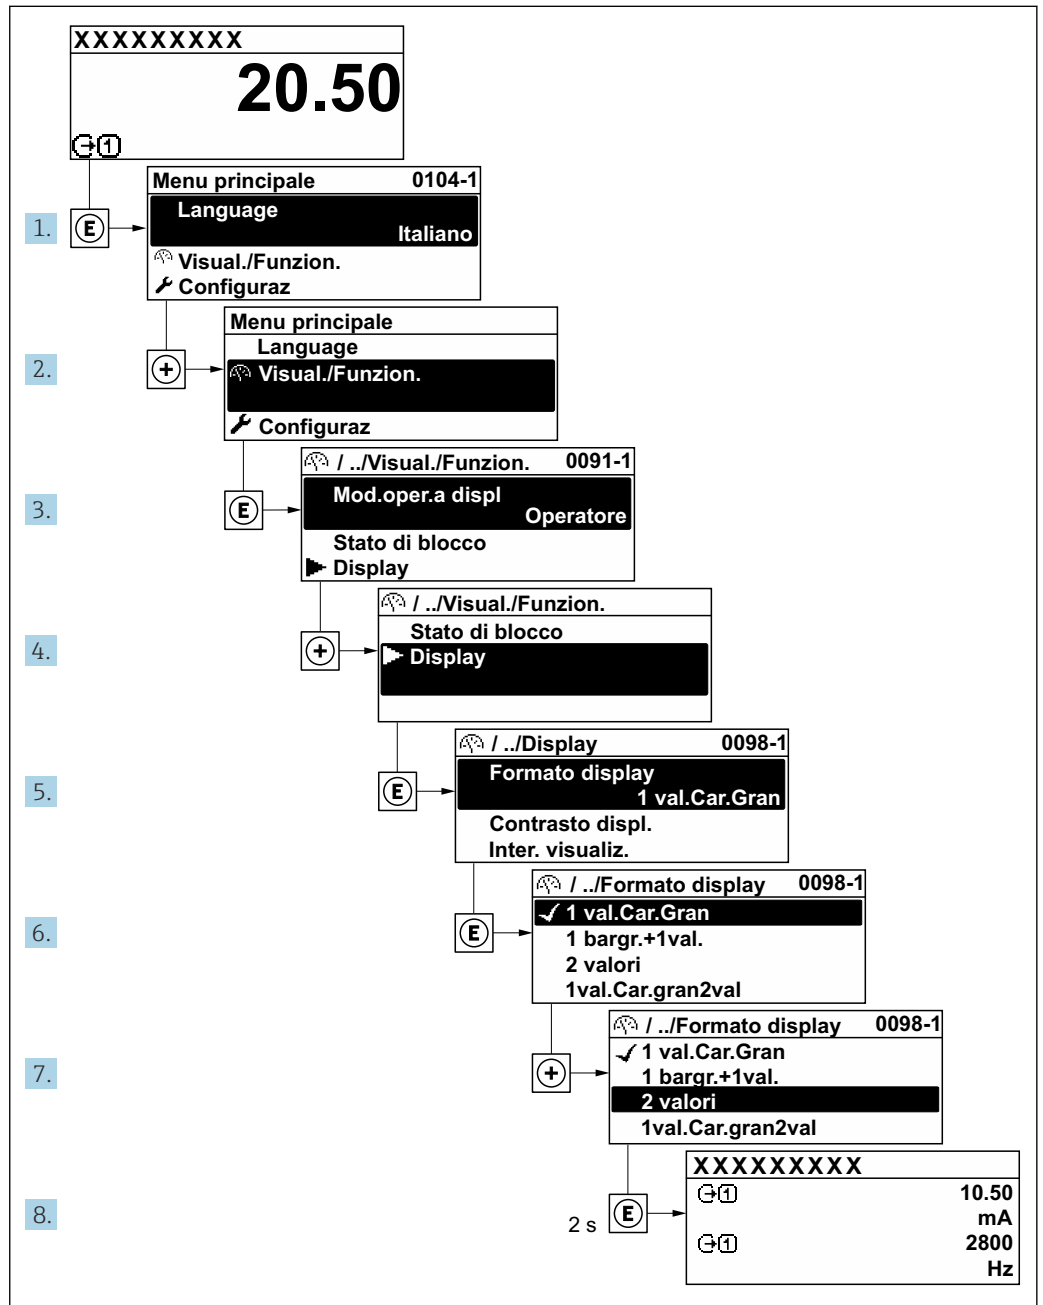 XXXXXXXXX
20.50
1
1.
E
Menu principale 0104-1
Language
Italiano
Visual./Funzion.
Configuraz
2.
+
Menu principale
Language
Visual./Funzion.
Configuraz
3.
E
/ ../Visual./Funzion. 0091-1
Mod.oper.a displ
Operatore
Stato di blocco
Display
4.
+
/ ../Visual./Funzion.
Stato di blocco
Display
5.
E
/ ../Display 0098-1
Formato display
1 val.Car.Gran
Contrasto displ.
Inter. visualiz.
6.
E
/ ../Formato display 0098-1
1 val.Car.Gran
1 bargr.+1val.
2 valori
1val.Car.gran2val
7.
+
/ ../Formato display 0098-1
1 val.Car.Gran
1 bargr.+1val.
2 valori
1val.Car.gran2val
8.
2 s
E
XXXXXXXXX
1 10.50
mA
1 2800
Hz